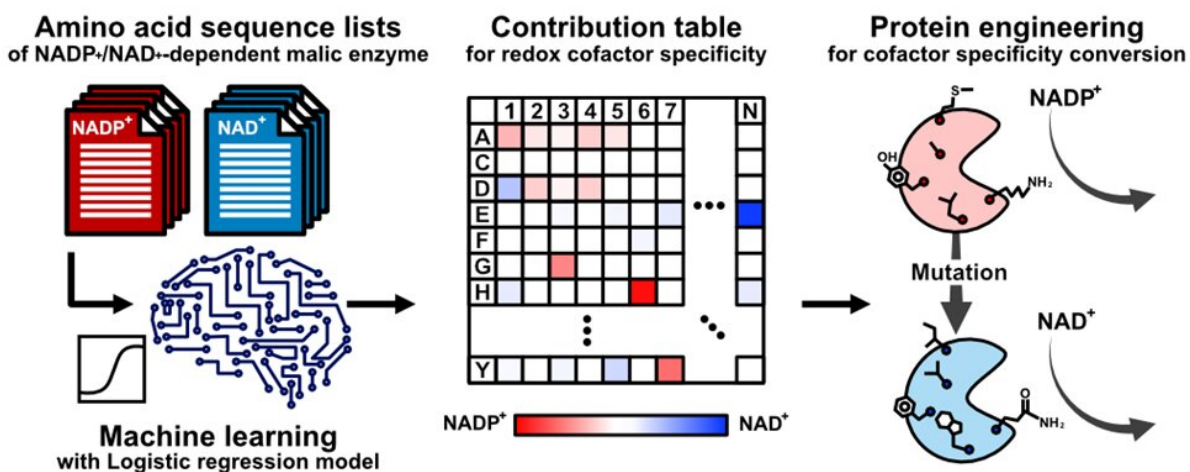 Amino acid sequence lists
of NADP+/NAD+-dependent malic enzyme
NADP+
NAD+
Machine learning
with Logistic regression model
Contribution table
for redox cofactor specificity
1 2 3 4 5 6 7 ... N
A
C
D
E
F
G
H
Y
NADP+ NAD+
Protein engineering
for cofactor specificity conversion
S
NADP+
OH
NH₂
Mutation
NAD+
O
NH₂